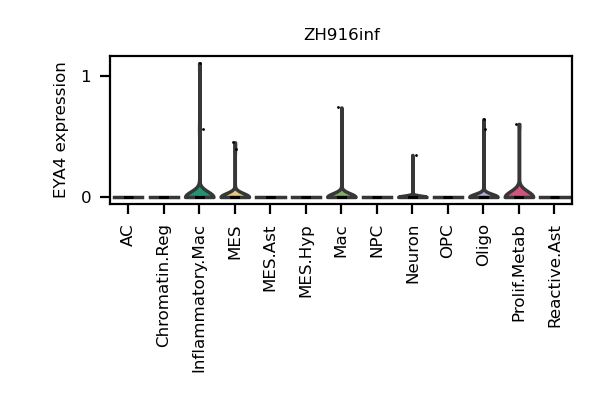 ZH916inf
EYA4 expression
1
0
AC
Chromatin.Reg
Inflammatory.Mac
MES
MES.Ast
MES.Hyp
Mac
NPC
Neuron
OPC
Oligo
Prolif.Metab
Reactive.Ast